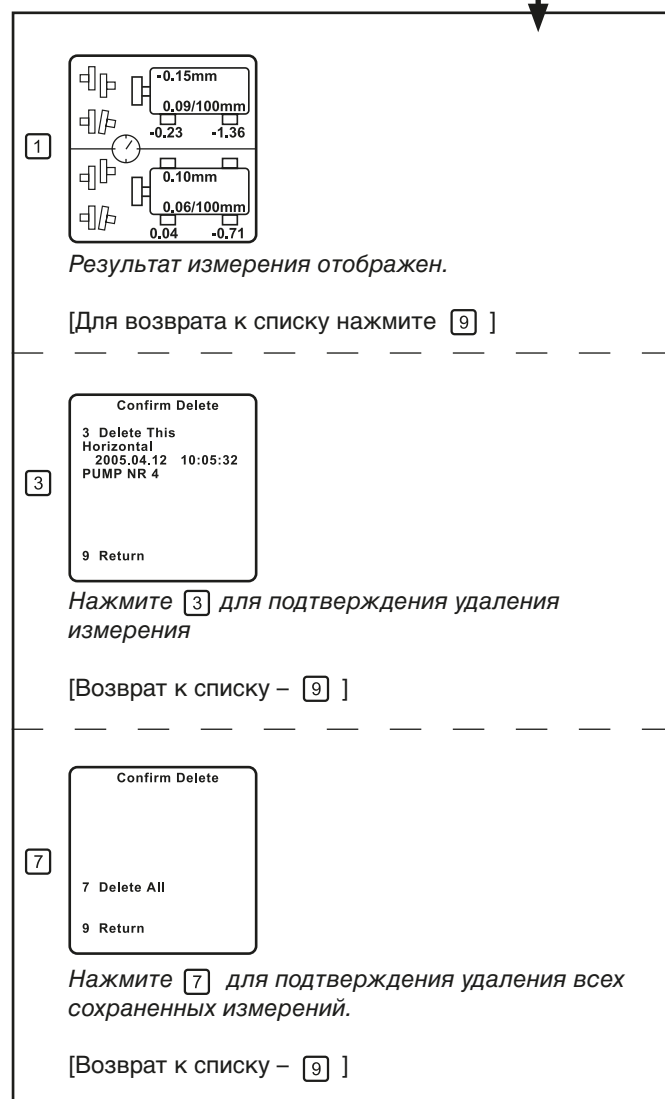 1
-0.15mm
0.09/100mm
-0.23 -1.36
0.10mm
0.06/100mm
0.04 -0.71
Результат измерения отображен.
[Для возврата к списку нажмите 9 ]
3
Confirm Delete
3 Delete This
Horizontal
2005.04.12 10:05:32
PUMP NR 4
9 Return
Нажмите 3 для подтверждения удаления
измерения
[Возврат к списку – 9 ]
7
Confirm Delete
7 Delete All
9 Return
Нажмите 7 для подтверждения удаления всех
сохраненных измерений.
[Возврат к списку – 9 ]